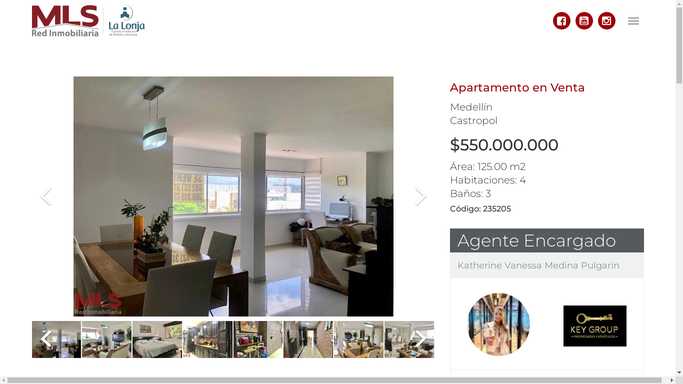 MLS
Red Inmobiliaria
La Lonja
Apartamento en Venta
Medellín
Castropol
$550.000.000
Área: 125.00 m2
Habitaciones: 4
Baños: 3
Código: 235205
MLS
Red Inmobiliaria
Agente Encargado
Katherine Vanessa Medina Pulgarin
KEY GROUP